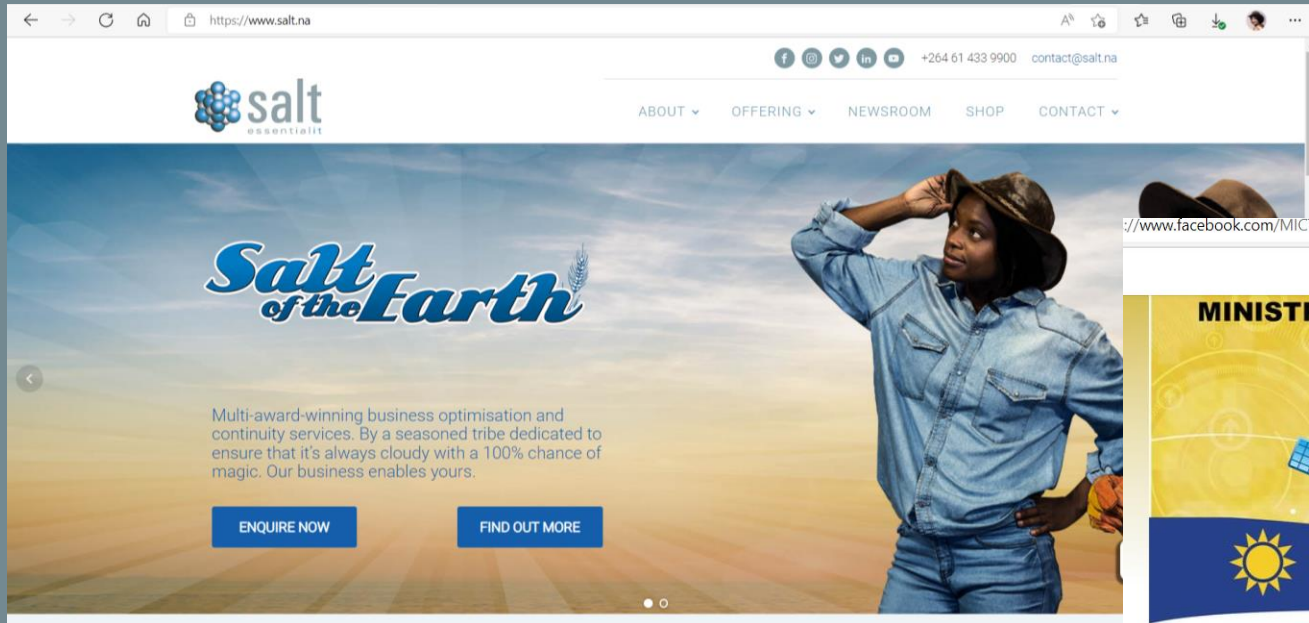 https://www.salt.na
+264 61 433 9900 contact@salt.na
salt
essentialit
ABOUT OFFERING NEWSROOM SHOP CONTACT
://www.facebook.com/MIC
Salt
of the Earth
MINIST
Multi-award-winning business optimisation and
continuity services. By a seasoned tribe dedicated to
ensure that it's always cloudy with a 100% chance of
magic. Our business enables yours.
ENQUIRE NOW FIND OUT MORE